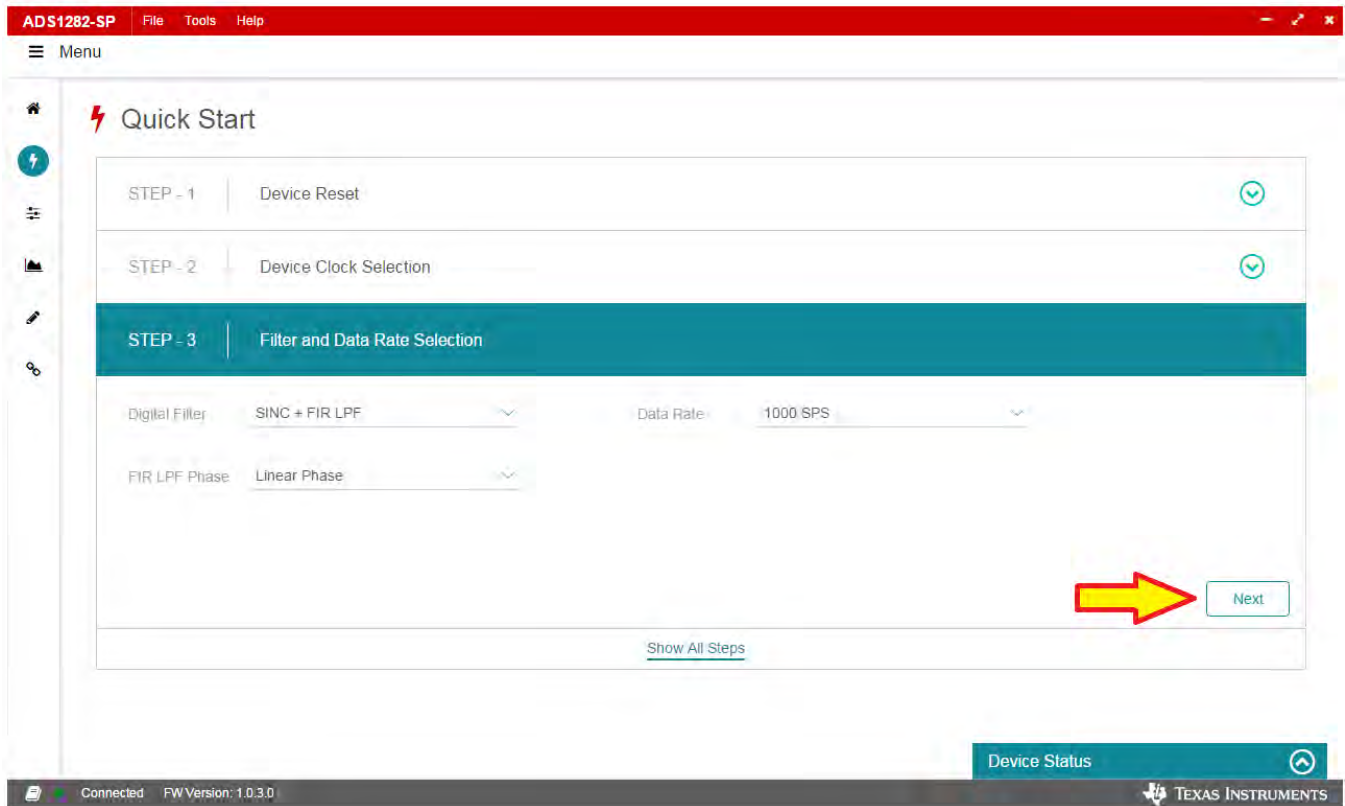 ADS1282-SP File Tools Help
Menu
Quick Start
STEP - 1 Device Reset
STEP - 2 Device Clock Selection
STEP - 3 Filter and Data Rate Selection
Digital Filter SINC + FIR LPF Data Rate 1000 SPS
FIR LPF Phase Linear Phase
Next
Show All Steps
Device Status
Connected FW Version: 1.0.3.0 TEXAS INSTRUMENTS